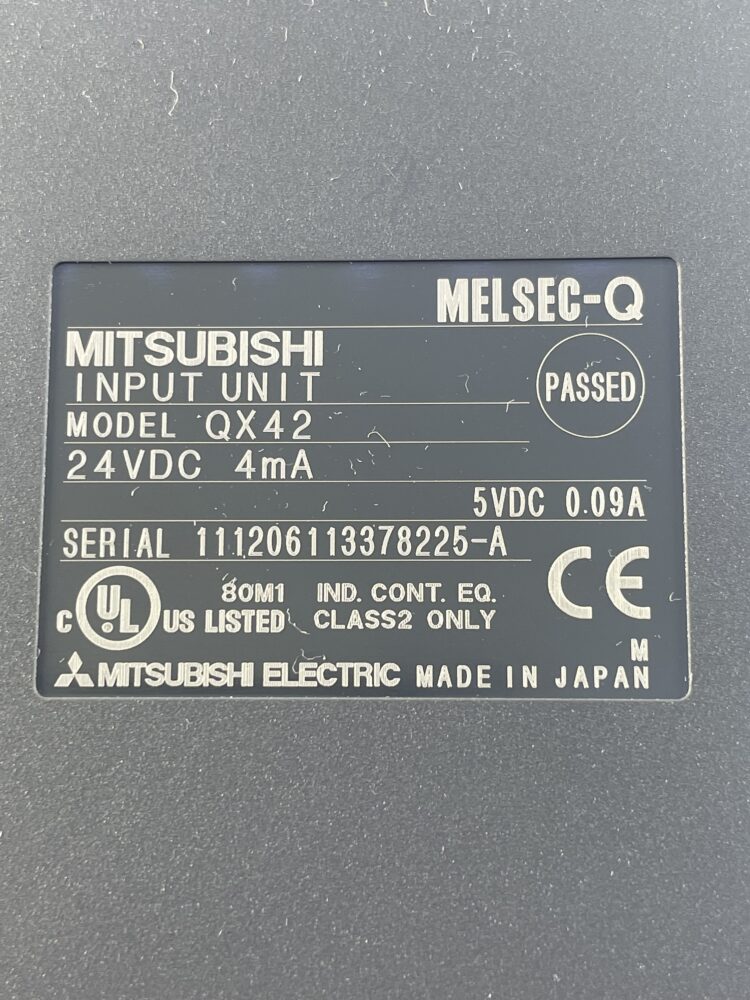 MELSEC-Q
MITSUBISHI
INPUT UNIT
PASSED
MODEL QX42
24VDC 4mA
5VDC 0.09A
SERIAL 111206113378225-A
CE
C UL US LISTED
80M1 IND. CONT. EQ.
CLASS2 ONLY
M
MITSUBISHI ELECTRIC MADE IN JAPAN